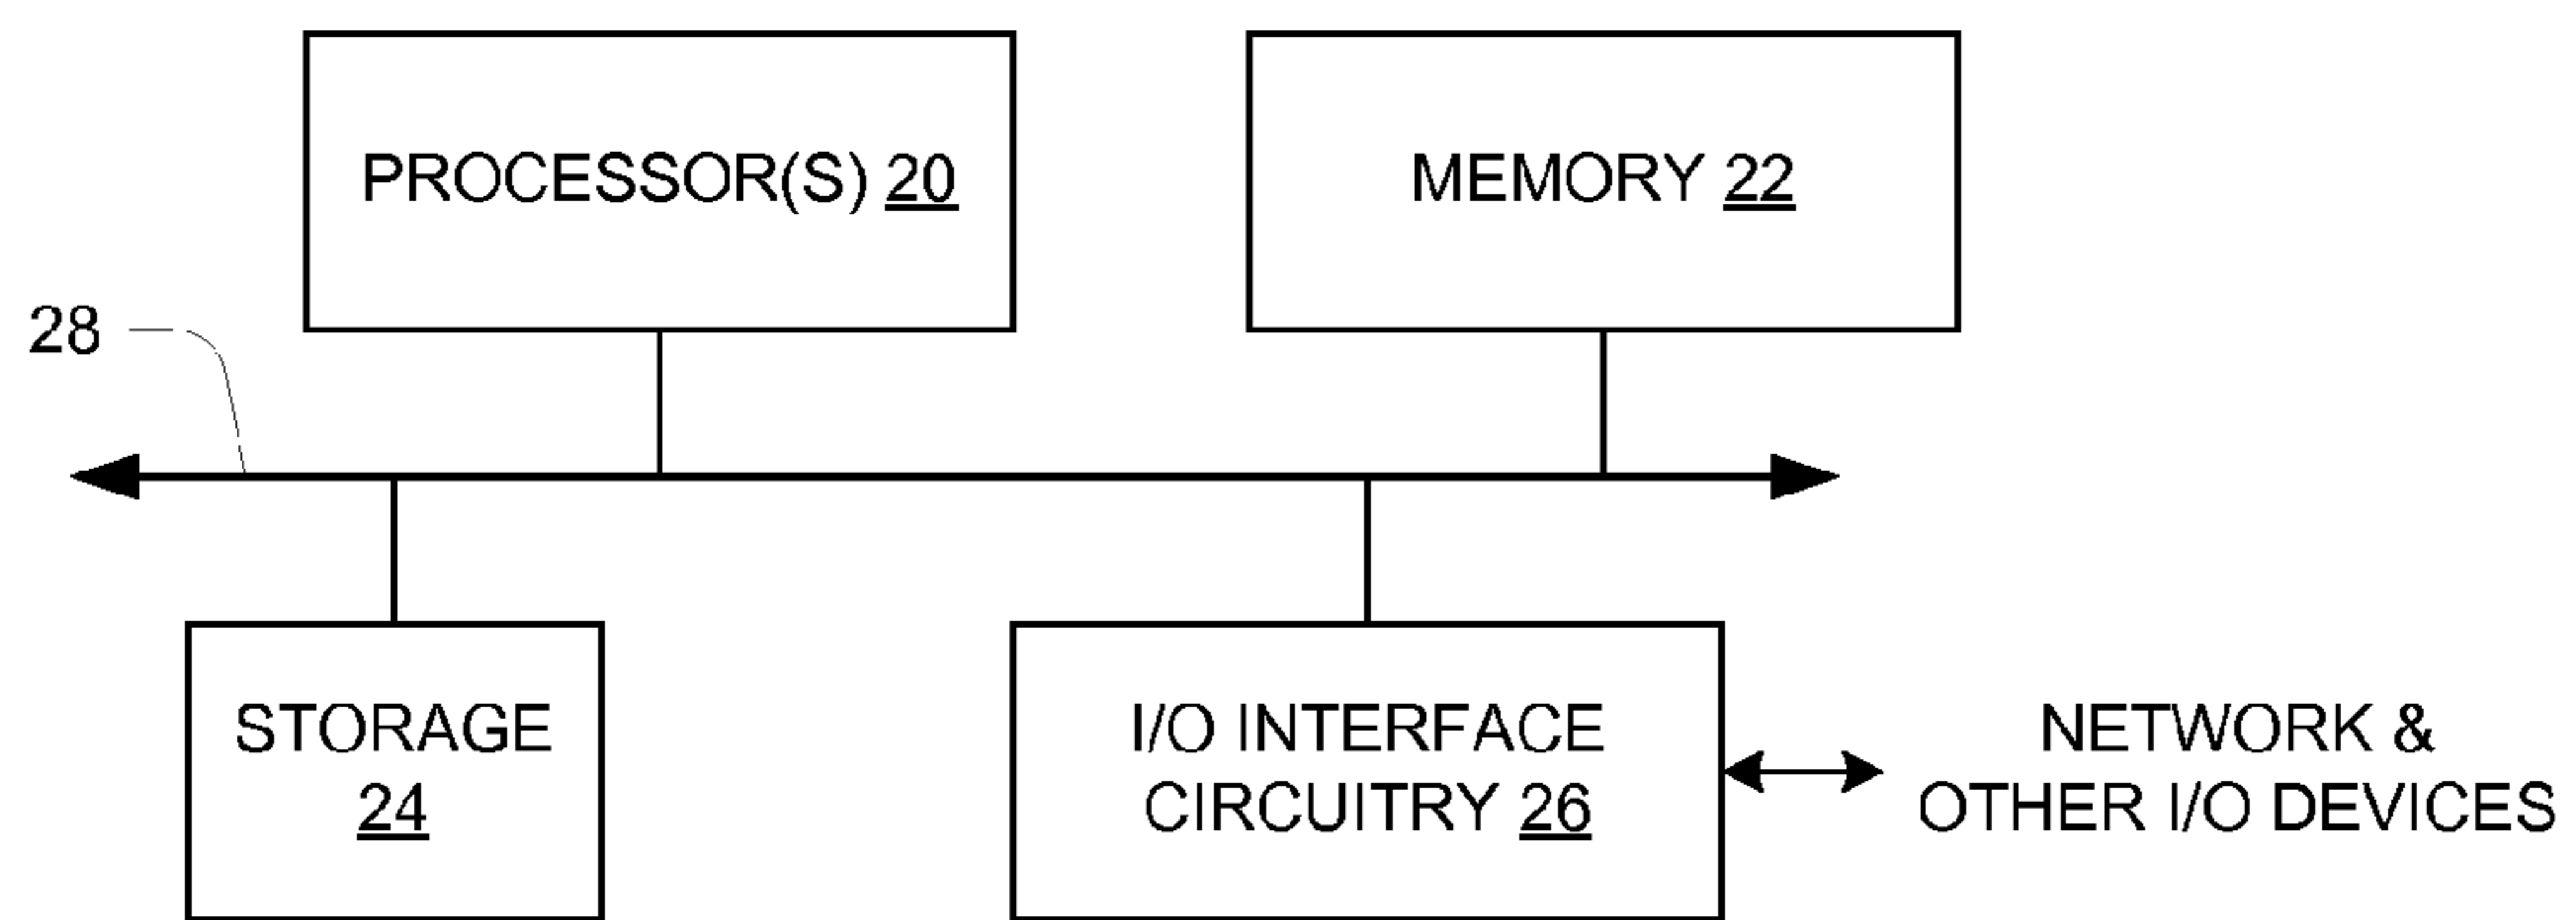 PROCESSOR(S) 20
MEMORY 22
28
STORAGE
24
I/O INTERFACE
CIRCUITRY 26
NETWORK &
OTHER I/O DEVICES